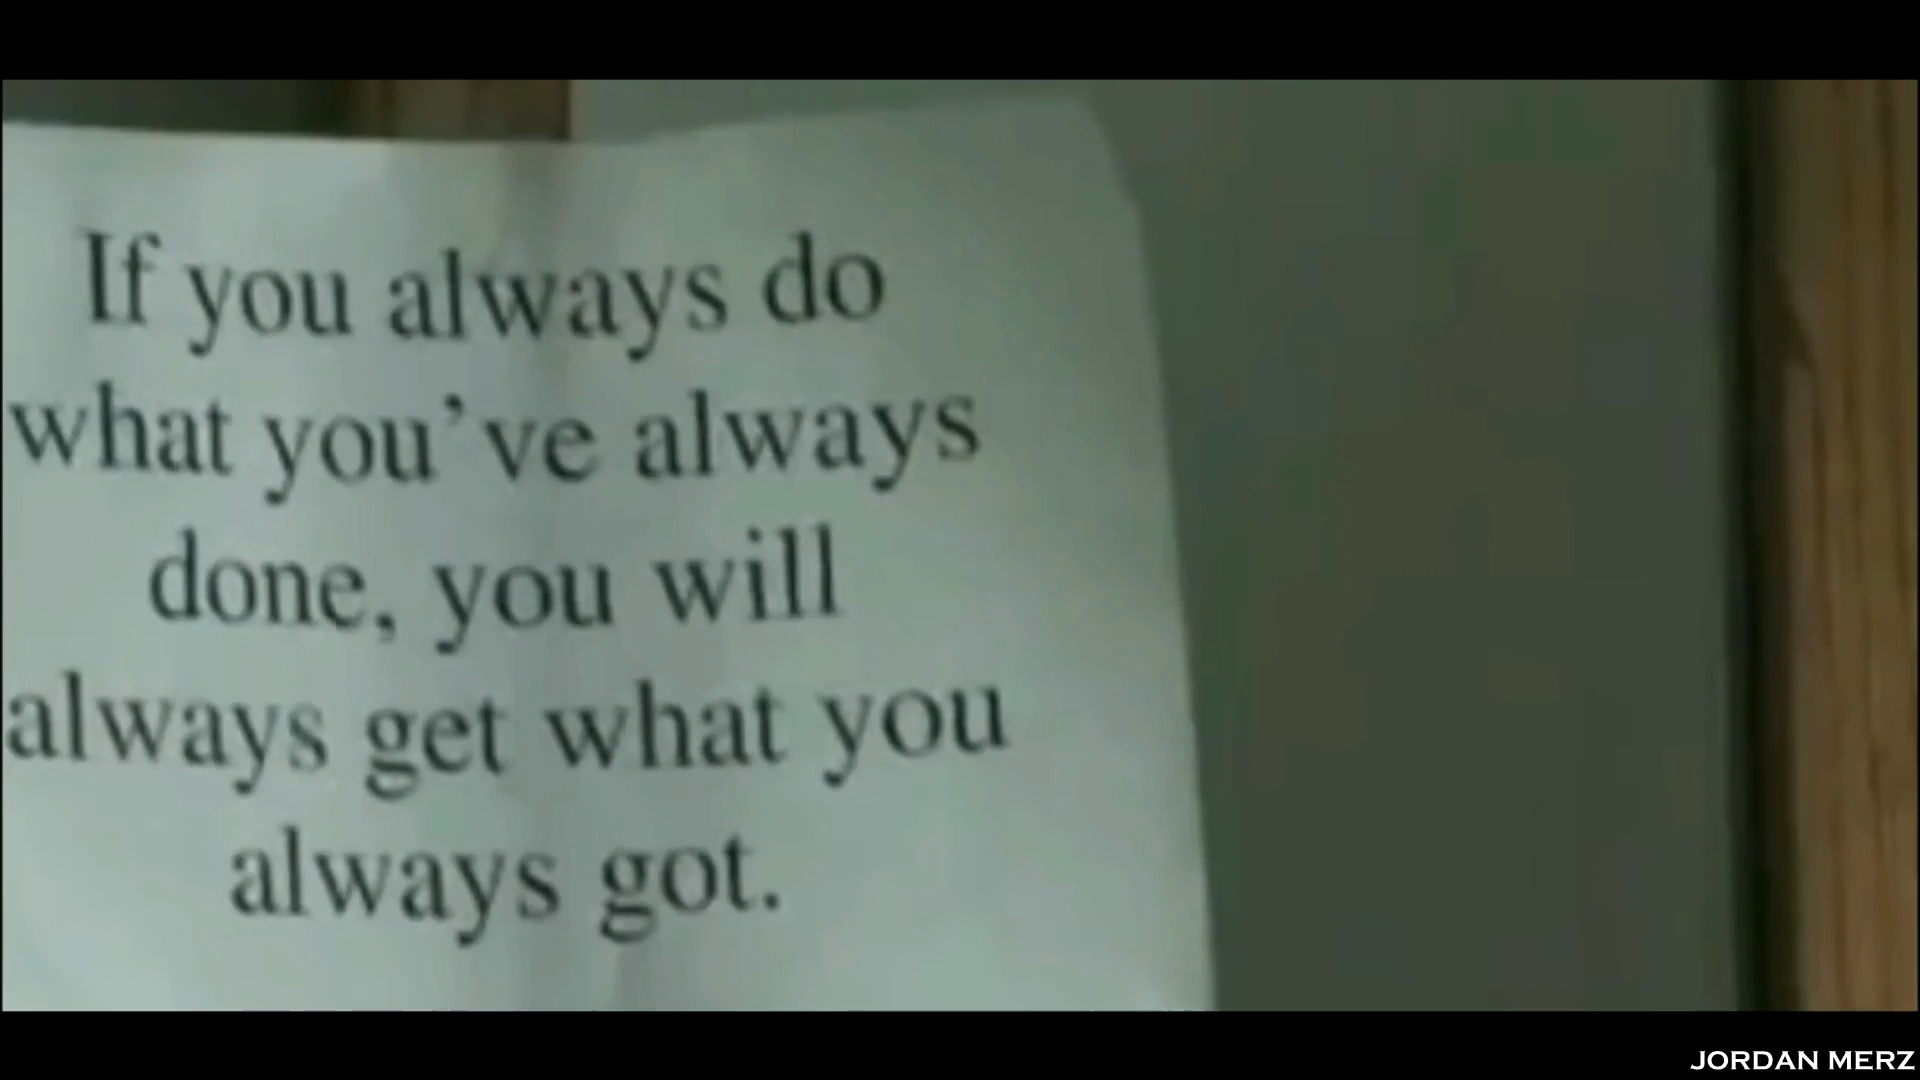 If you always do
what you've always
done, you will
always get what you
always got.
JORDAN MERZ